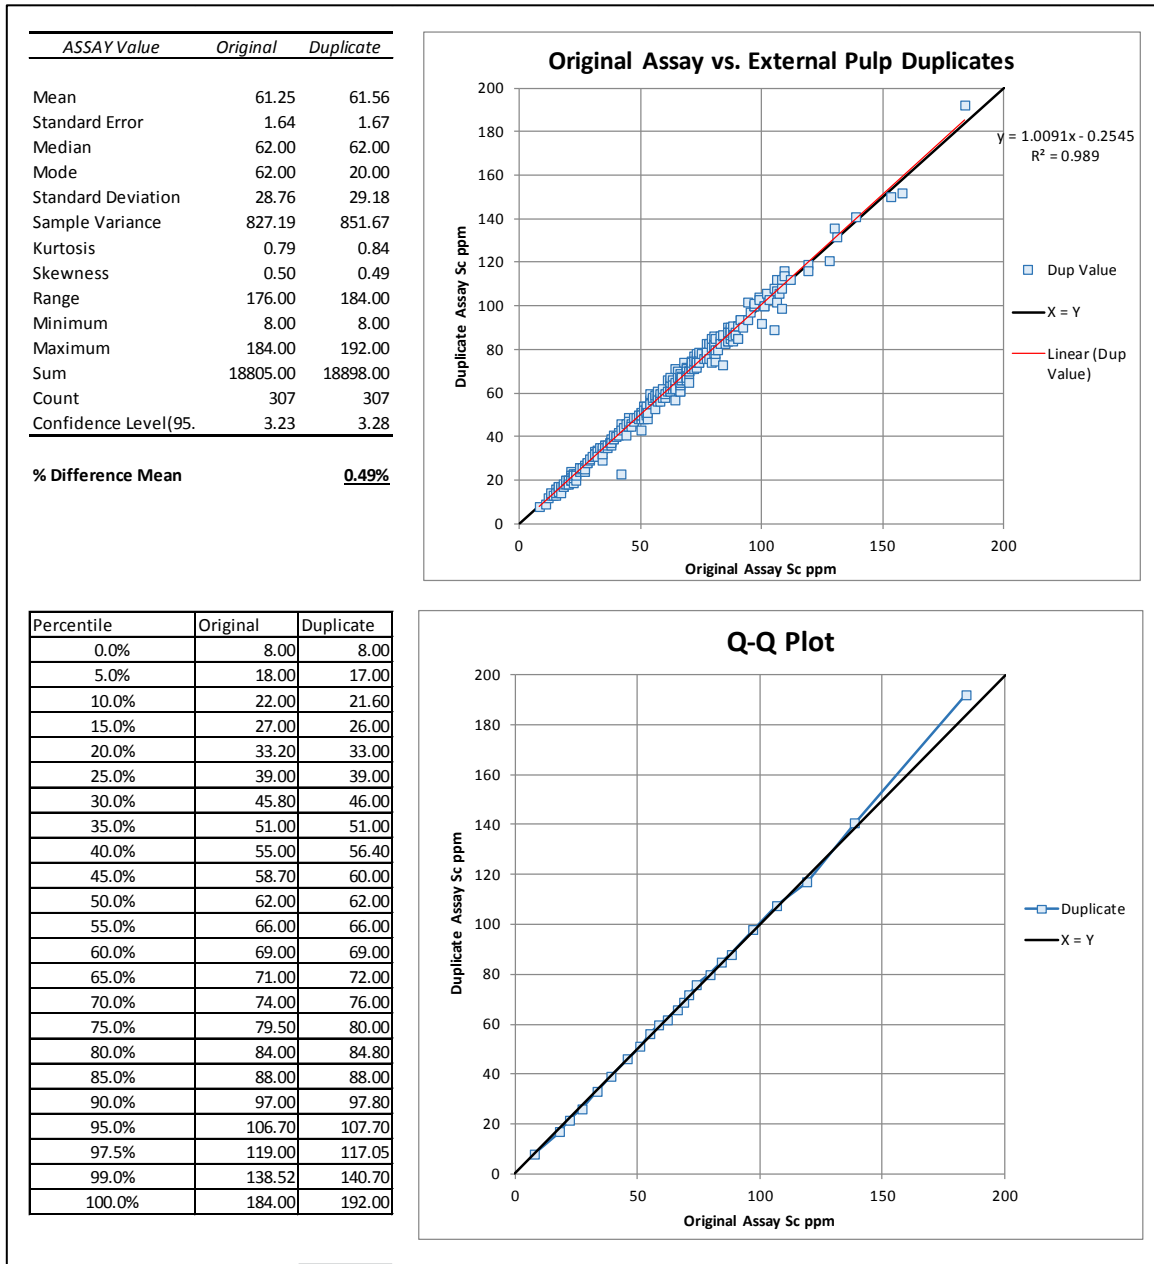 ASSAY Value Original Duplicate
Mean 61.25 61.56
Standard Error 1.64 1.67
Median 62.00 62.00
Mode 62.00 20.00
Standard Deviation 28.76 29.18
Sample Variance 827.19 851.67
Kurtosis 0.79 0.84
Skewness 0.50 0.49
Range 176.00 184.00
Minimum 8.00 8.00
Maximum 184.00 192.00
Sum 18805.00 18898.00
Count 307 307
Confidence Level(95. 3.23 3.28
% Difference Mean 0.49%
Original Assay vs. External Pulp Duplicates
200
180
160
140
120
100
80
60
40
20
0
Duplicate Assay Sc ppm
0 50 100 150 200
Original Assay Sc ppm
y = 1.0091x - 0.2545
R² = 0.989
Dup Value
X = Y
Linear (Dup
Value)
Percentile Original Duplicate
0.0% 8.00 8.00
5.0% 18.00 17.00
10.0% 22.00 21.60
15.0% 27.00 26.00
20.0% 33.20 33.00
25.0% 39.00 39.00
30.0% 45.80 46.00
35.0% 51.00 51.00
40.0% 55.00 56.40
45.0% 58.70 60.00
50.0% 62.00 62.00
55.0% 66.00 66.00
60.0% 69.00 69.00
65.0% 71.00 72.00
70.0% 74.00 76.00
75.0% 79.50 80.00
80.0% 84.00 84.80
85.0% 88.00 88.00
90.0% 97.00 97.80
95.0% 106.70 107.70
97.5% 119.00 117.05
99.0% 138.52 140.70
100.0% 184.00 192.00
Q-Q Plot
200
180
160
140
120
100
80
60
40
20
0
Duplicate Assay Sc ppm
0 50 100 150 200
Original Assay Sc ppm
Duplicate
X = Y